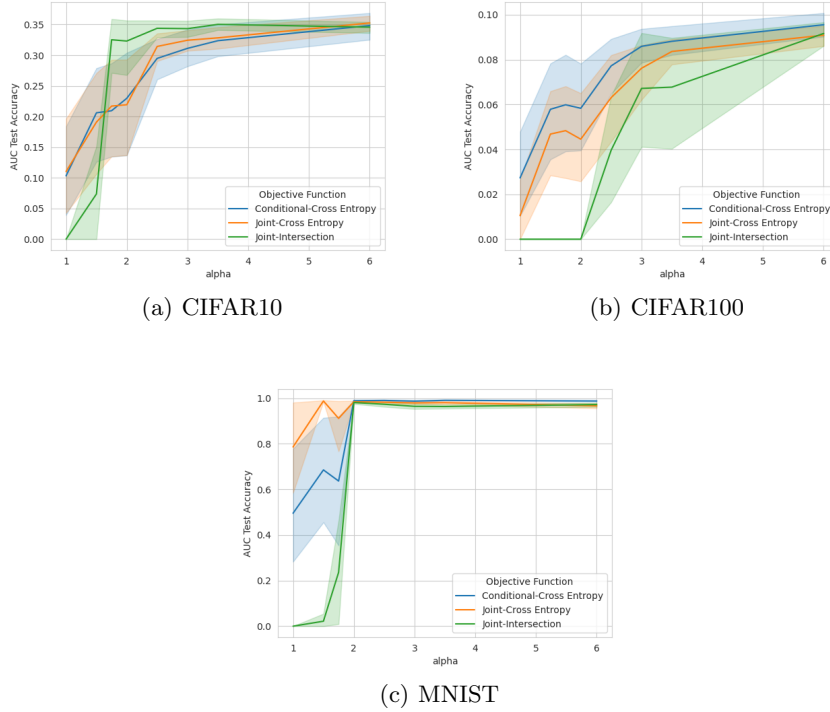 AUC Test Accuracy
0.35
0.30
0.25
0.20
0.15
0.10
0.05
0.00
Objective Function
Conditional-Cross Entropy
Joint-Cross Entropy
Joint-Intersection
1 2 3 4 5 6
alpha
(a) CIFAR10
AUC Test Accuracy
0.10
0.08
0.06
0.04
0.02
0.00
Objective Function
Conditional-Cross Entropy
Joint-Cross Entropy
Joint-Intersection
1 2 3 4 5 6
alpha
(b) CIFAR100
AUC Test Accuracy
1.0
0.8
0.6
0.4
0.2
0.0
Objective Function
Conditional-Cross Entropy
Joint-Cross Entropy
Joint-Intersection
1 2 3 4 5 6
alpha
(c) MNIST